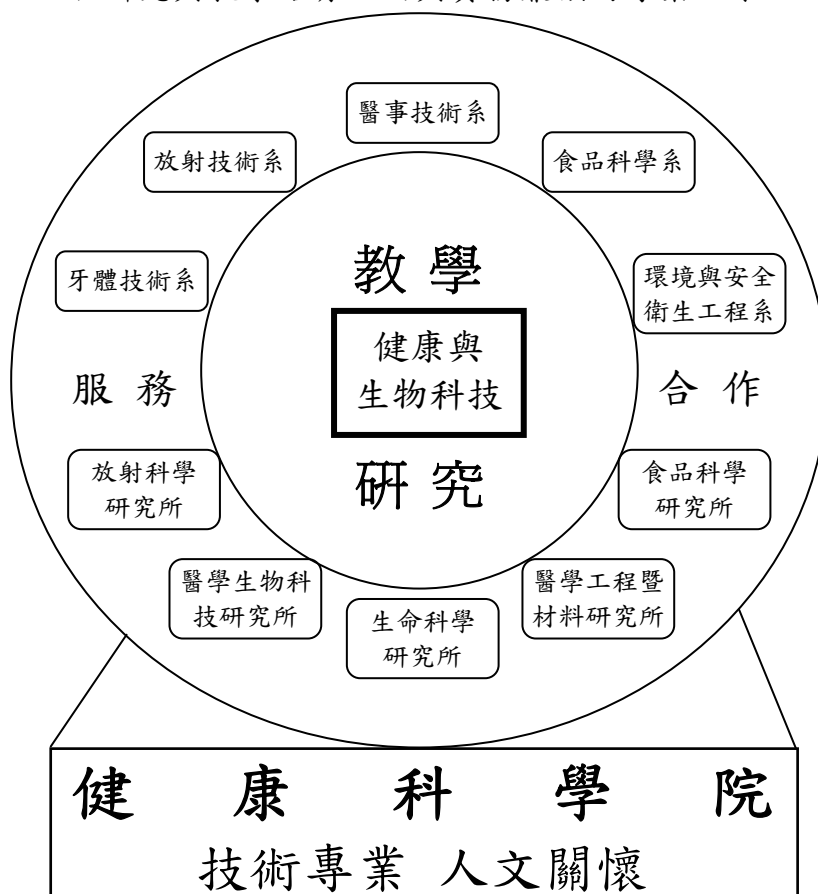 醫事技術系
放射技術系
食品科學系
教學
牙體技術系
環境與安全
衛生工程系
健康與
生物科技
服務
合作
研究
放射科學
研究所
食品科學
研究所
醫學生物科
技研究所
醫學工程暨
材料研究所
生命科學
研究所
健康科學院
技術專業 人文關懷